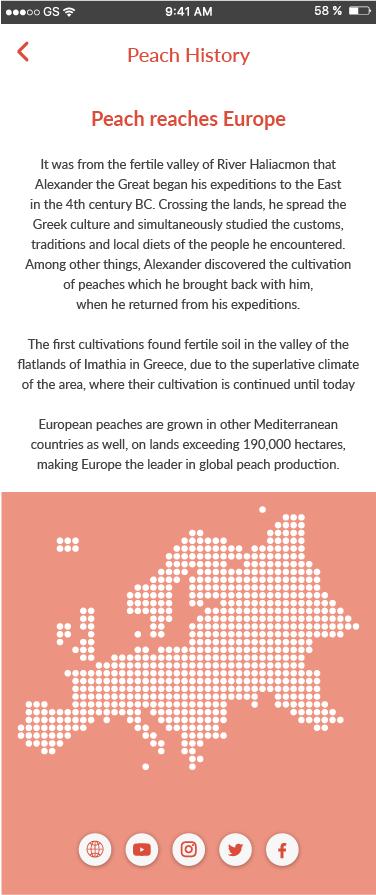 GS 9:41 AM 58 %
Peach History
Peach reaches Europe
It was from the fertile valley of River Haliacmon that
Alexander the Great began his expeditions to the East
in the 4th century BC. Crossing the lands, he spread the
Greek culture and simultaneously studied the customs,
traditions and local diets of the people he encountered.
Among other things, Alexander discovered the cultivation
of peaches which he brought back with him,
when he returned from his expeditions.
The first cultivations found fertile soil in the valley of the
flatlands of Imathia in Greece, due to the superlative climate
of the area, where their cultivation is continued until today
European peaches are grown in other Mediterranean
countries as well, on lands exceeding 190,000 hectares,
making Europe the leader in global peach production.